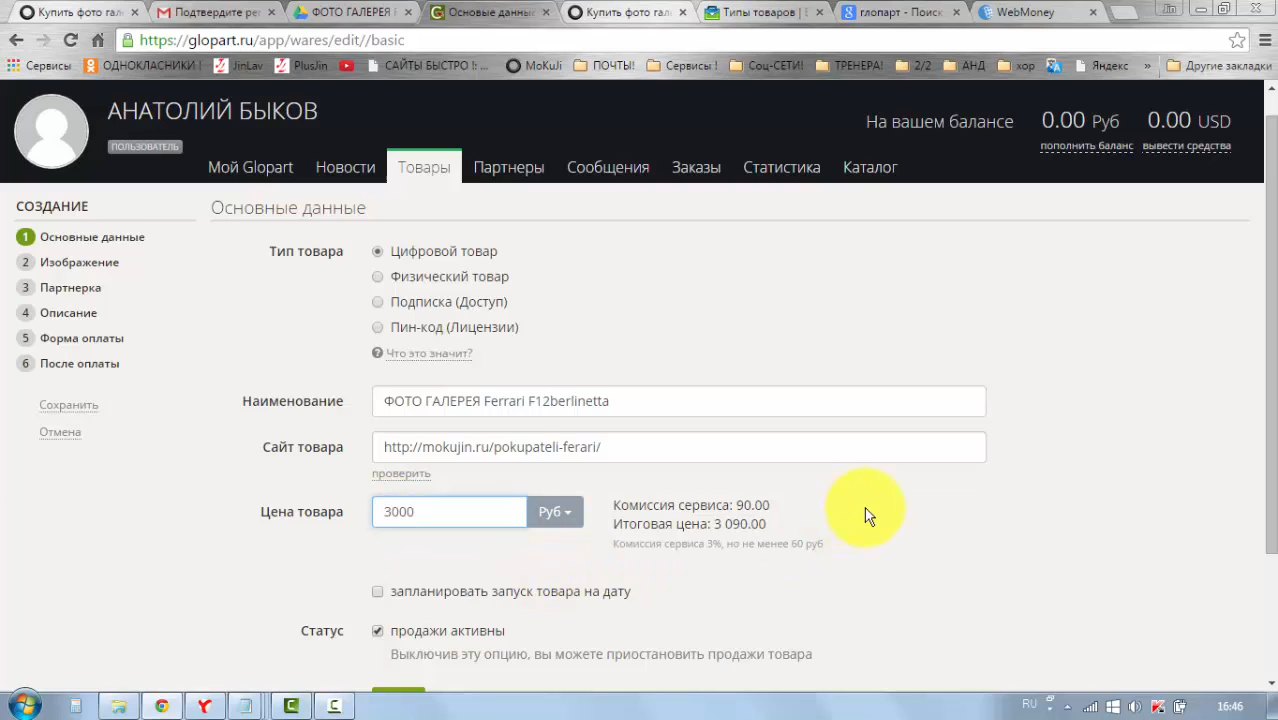 Купить фото гал
Подтвердите рег
ФОТО ГАЛЕРЕЯ F
Основые данны
Купить фото гал
Типы товаров | Б
глопарт - Поиск
WebMoney
https://glopart.ru/app/wares/edit//basic
Сервисы
ОДНОКЛАСНИКИ
JinLav
PlusJin
САЙТЫ БЫСТРО !: ...
MoKuJi
ПОЧТЫ!
Сервисы !
Соц-СЕТИ!
ТРЕНЕРА!
2/2
АНД
хор
Яндекс
»
Другие закладки
АНАТОЛИЙ БЫКОВ
ПОЛЬЗОВАТЕЛЬ
На вашем балансе
0.00 Руб
0.00 USD
пополнить баланс
вывести средства
Мой Glopart
Новости
Товары
Партнеры
Сообщения
Заказы
Статистика
Каталог
СОЗДАНИЕ
1 Основные данные
2 Изображение
3 Партнерка
4 Описание
5 Форма оплаты
6 После оплаты
Сохранить
Отмена
Основные данные
Тип товара
Цифровой товар
Физический товар
Подписка (Доступ)
Пин-код (Лицензии)
? Что это значит?
Наименование
ФОТО ГАЛЕРЕЯ Ferrari F12berlinetta
Сайт товара
http://mokujin.ru/pokupateli-ferari/
проверить
Цена товара
3000
Руб
Комиссия сервиса: 90.00
Итоговая цена: 3 090.00
Комиссия сервиса 3%, но не менее 60 руб
запланировать запуск товара на дату
Статус
продажи активны
Выключив эту опцию, вы можете приостановить продажи товара
RU
16:46